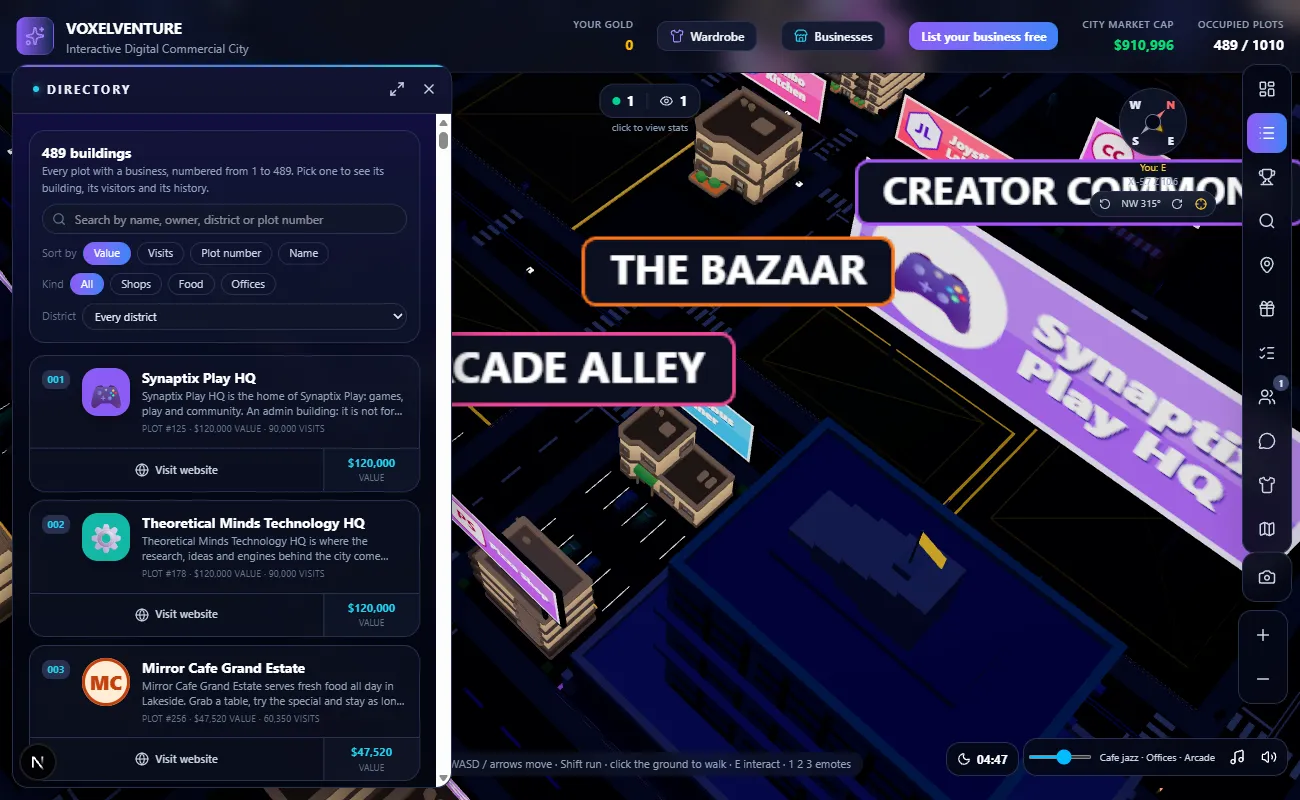 VOXELVENTURE
Interactive Digital Commercial City
YOUR GOLD
0
Wardrobe
Businesses
List your business free
CITY MARKET CAP
$910,996
OCCUPIED PLOTS
489 / 1010
DIRECTORY
489 buildings
Every plot with a business, numbered from 1 to 489. Pick one to see its
building, its visitors and its history.
Search by name, owner, district or plot number
Sort by
Value
Visits
Plot number
Name
Kind
All
Shops
Food
Offices
District
Every district
001
Synaptix Play HQ
Synaptix Play HQ is the home of Synaptix Play: games,
play and community. An admin building: it is not for...
PLOT #125 · $120,000 VALUE · 90,000 VISITS
Visit website
$120,000
VALUE
002
Theoretical Minds Technology HQ
Theoretical Minds Technology HQ is where the
research, ideas and engines behind the city come...
PLOT #178 · $120,000 VALUE · 90,000 VISITS
Visit website
$120,000
VALUE
003
MC
Mirror Cafe Grand Estate
Mirror Cafe Grand Estate serves fresh food all day in
Lakeside. Grab a table, try the special and stay as lon...
PLOT #256 · $47,520 VALUE · 60,350 VISITS
Visit website
$47,520
VALUE
N
1
1
click to view stats
Kitchen
JL
CC
W
N
S
E
You: E
NW 315°
CREATOR COMMON
THE BAZAAR
CADE ALLEY
Synaptix
Play HQ
1
WASD / arrows move · Shift run · click the ground to walk · E interact · 1 2 3 emotes
04:47
Cafe jazz · Offices · Arcade